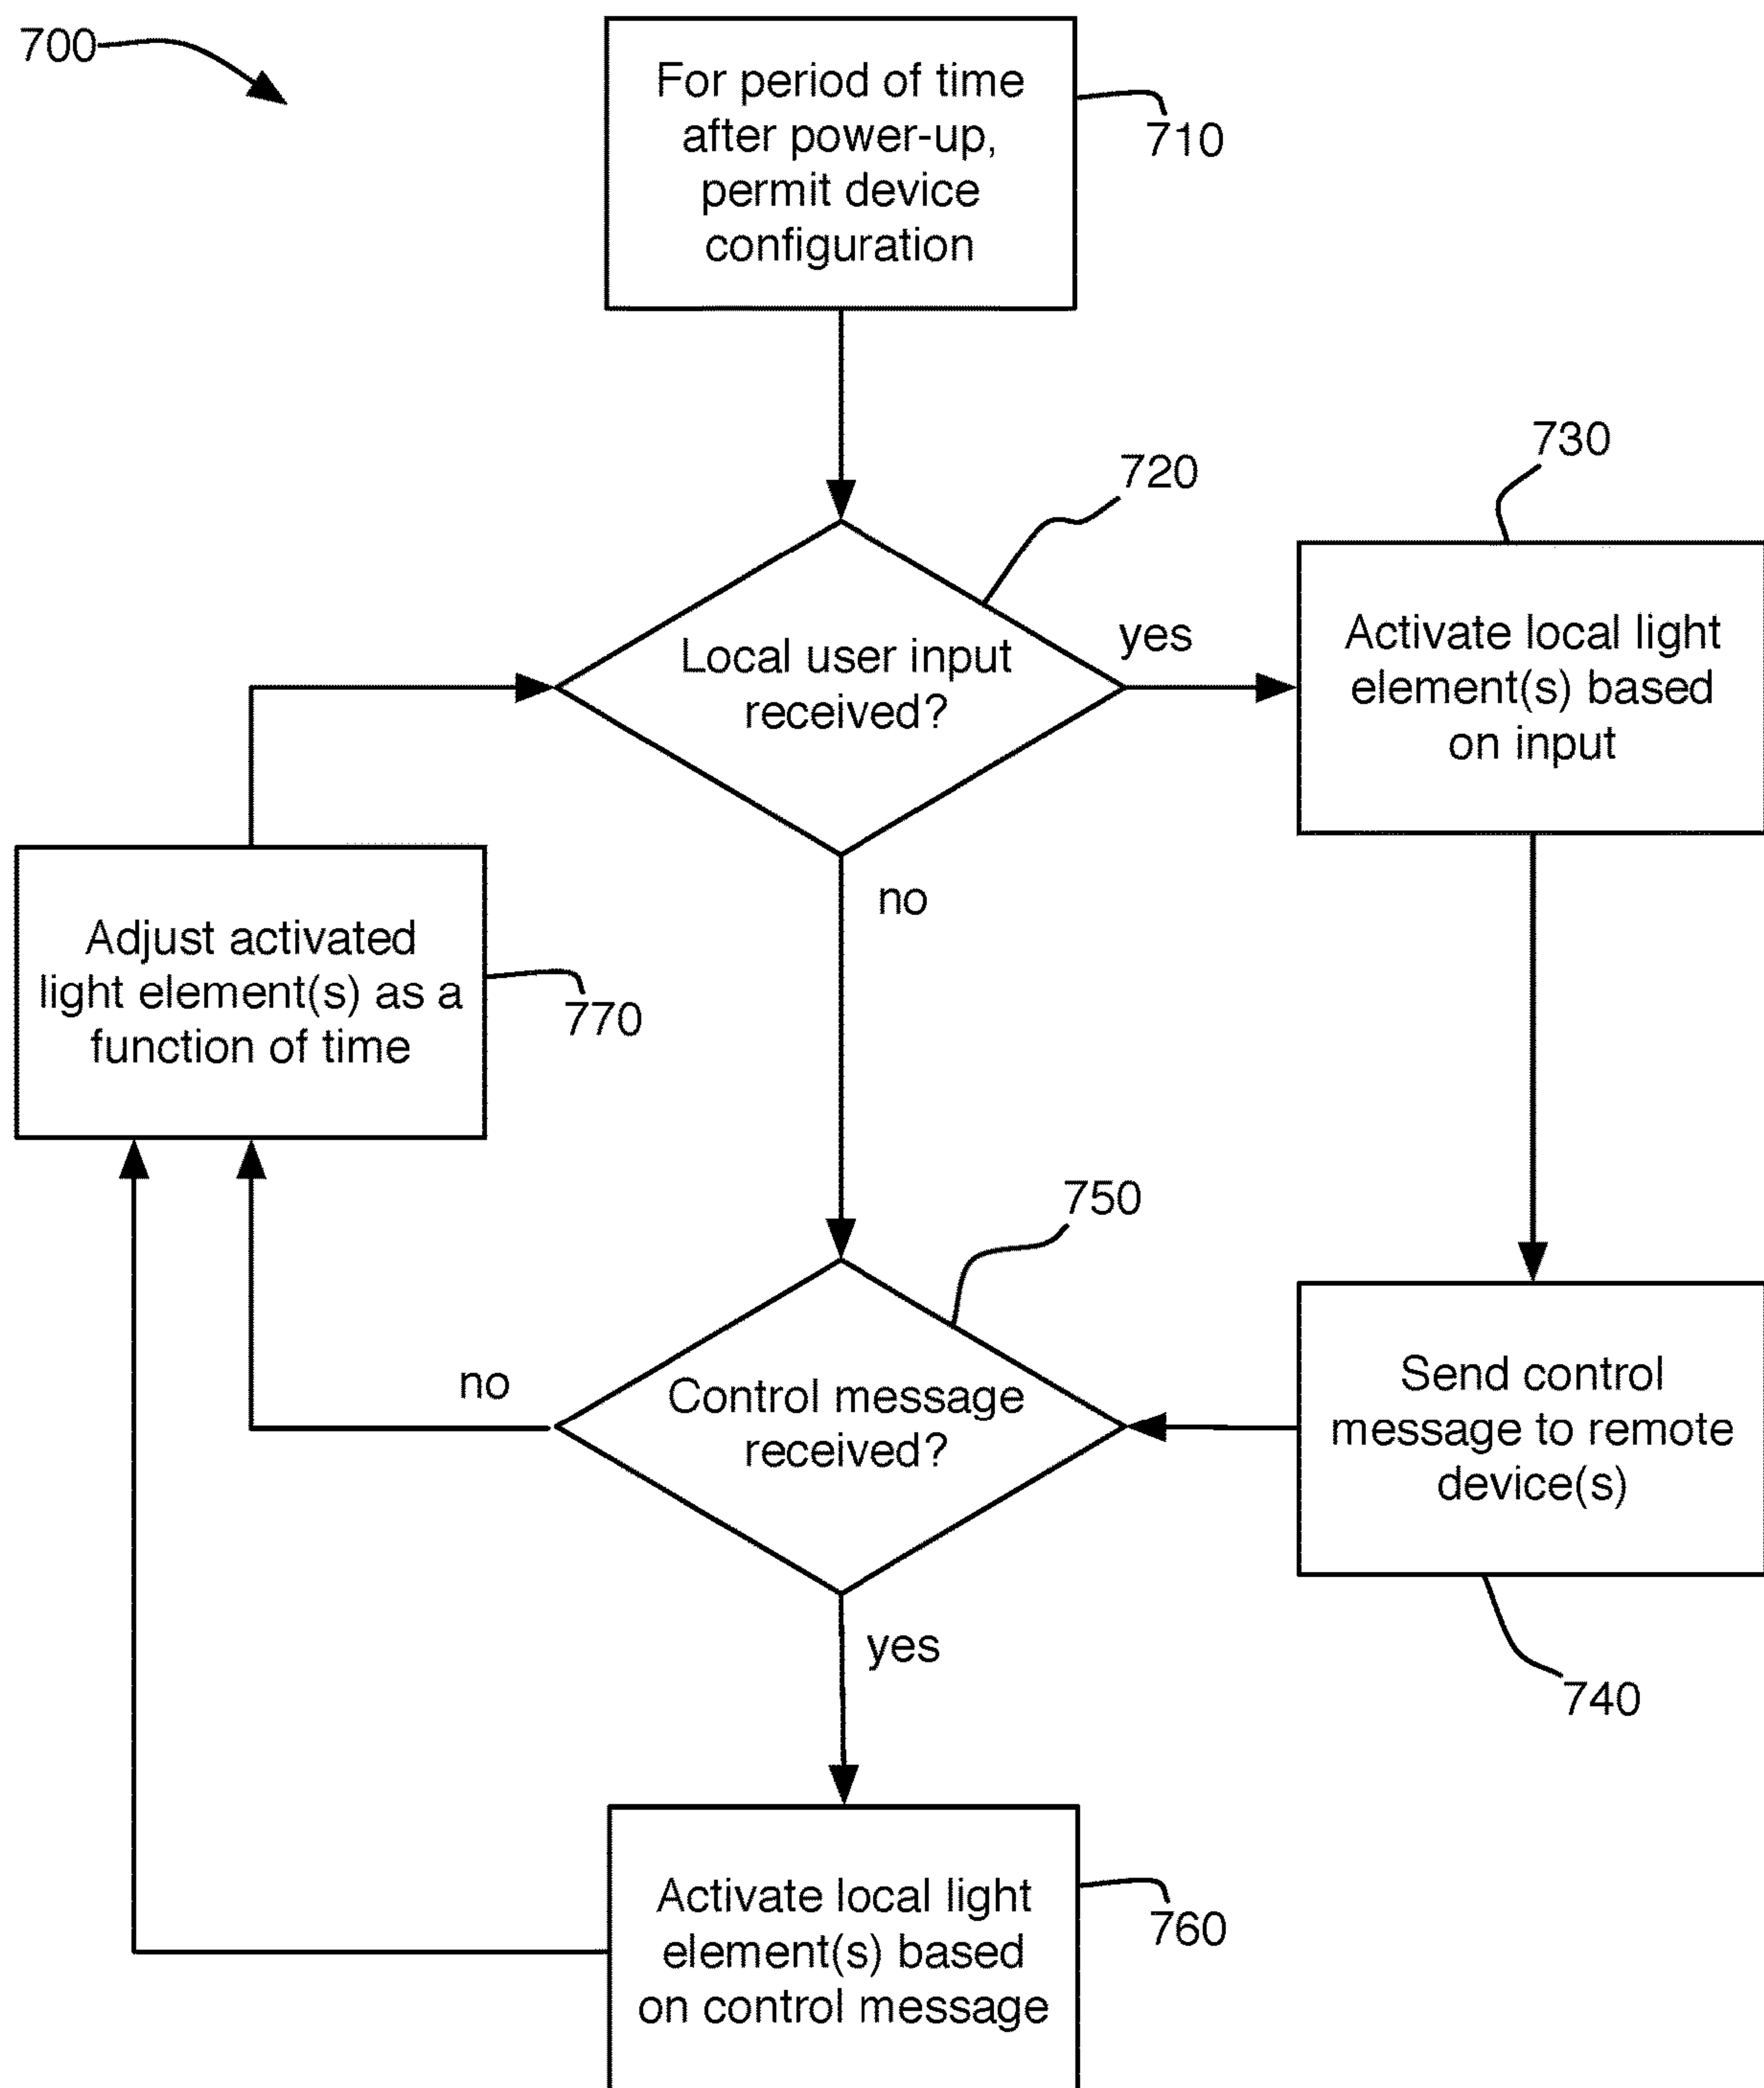 700
For period of time
after power-up,
permit device
configuration
710
720
730
Local user input
received?
yes
Activate local light
element(s) based
on input
no
Adjust activated
light element(s) as a
function of time
770
750
no
Control message
received?
Send control
message to remote
device(s)
yes
740
Activate local light
element(s) based
on control message
760